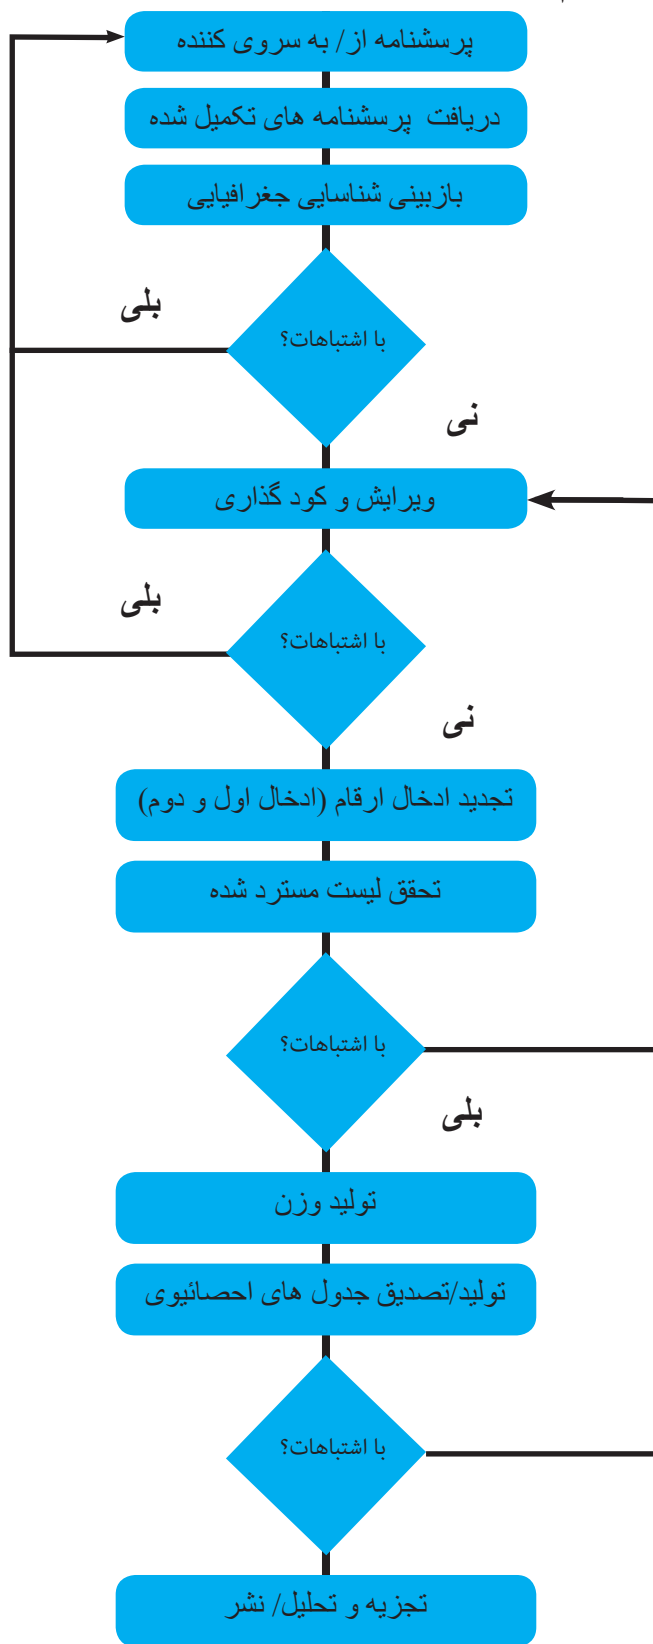 پرسشنامه از/ به سروی کننده
دریافت پرسشنامه های تکمیل شده
بازبینی شناسایی جغرافیایی
با اشتباهات؟
بلی
نی
ویرایش و کود گذاری
با اشتباهات؟
بلی
نی
تجدید ادخال ارقام (ادخال اول و دوم)
تحقق لیست مسترد شده
با اشتباهات؟
بلی
تولید وزن
تولید/تصدیق جدول های احصائیوی
با اشتباهات؟
تجزیه و تحلیل/ نشر